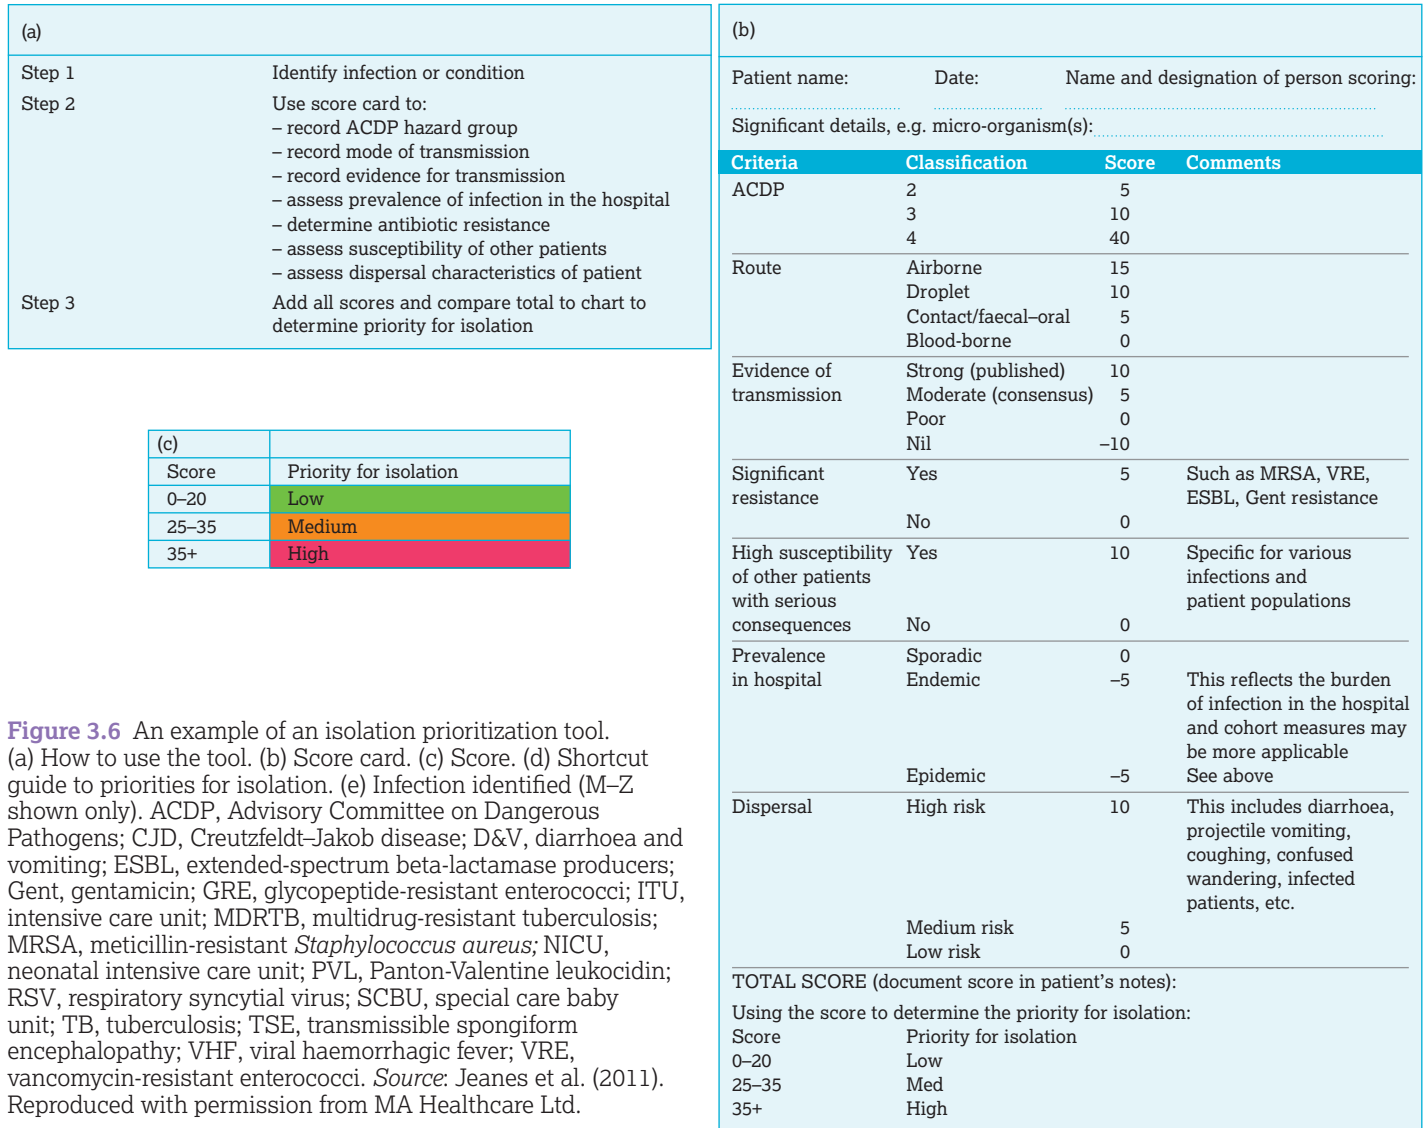 (a)
Step 1 Identify infection or condition
Step 2 Use score card to:
– record ACDP hazard group
– record mode of transmission
– record evidence for transmission
– assess prevalence of infection in the hospital
– determine antibiotic resistance
– assess susceptibility of other patients
– assess dispersal characteristics of patient
Step 3 Add all scores and compare total to chart to
determine priority for isolation
(c)
Score Priority for isolation
0–20 Low
25–35 Medium
35+ High
Figure 3.6 An example of an isolation prioritization tool.
(a) How to use the tool. (b) Score card. (c) Score. (d) Shortcut
guide to priorities for isolation. (e) Infection identified (M–Z
shown only). ACDP, Advisory Committee on Dangerous
Pathogens; CJD, Creutzfeldt–Jakob disease; D&V, diarrhoea and
vomiting; ESBL, extended-spectrum beta-lactamase producers;
Gent, gentamicin; GRE, glycopeptide-resistant enterococci; ITU,
intensive care unit; MDRTB, multidrug-resistant tuberculosis;
MRSA, meticillin-resistant Staphylococcus aureus; NICU,
neonatal intensive care unit; PVL, Panton-Valentine leukocidin;
RSV, respiratory syncytial virus; SCBU, special care baby
unit; TB, tuberculosis; TSE, transmissible spongiform
encephalopathy; VHF, viral haemorrhagic fever; VRE,
vancomycin-resistant enterococci. Source: Jeanes et al. (2011).
Reproduced with permission from MA Healthcare Ltd.
(b)
Patient name: Date: Name and designation of person scoring:
Significant details, e.g. micro-organism(s):
Criteria Classification Score Comments
ACDP 2 5
3 10
4 40
Route Airborne 15
Droplet 10
Contact/faecal–oral 5
Blood-borne 0
Evidence of Strong (published) 10
transmission Moderate (consensus) 5
Poor 0
Nil –10
Significant Yes 5 Such as MRSA, VRE,
resistance ESBL, Gent resistance
No 0
High susceptibility Yes 10 Specific for various
of other patients infections and
with serious patient populations
consequences No 0
Prevalence Sporadic 0
in hospital Endemic –5 This reflects the burden
of infection in the hospital
and cohort measures may
be more applicable
Epidemic –5 See above
Dispersal High risk 10 This includes diarrhoea,
projectile vomiting,
coughing, confused
wandering, infected
patients, etc.
Medium risk 5
Low risk 0
TOTAL SCORE (document score in patient's notes):
Using the score to determine the priority for isolation:
Score Priority for isolation
0–20 Low
25–35 Med
35+ High